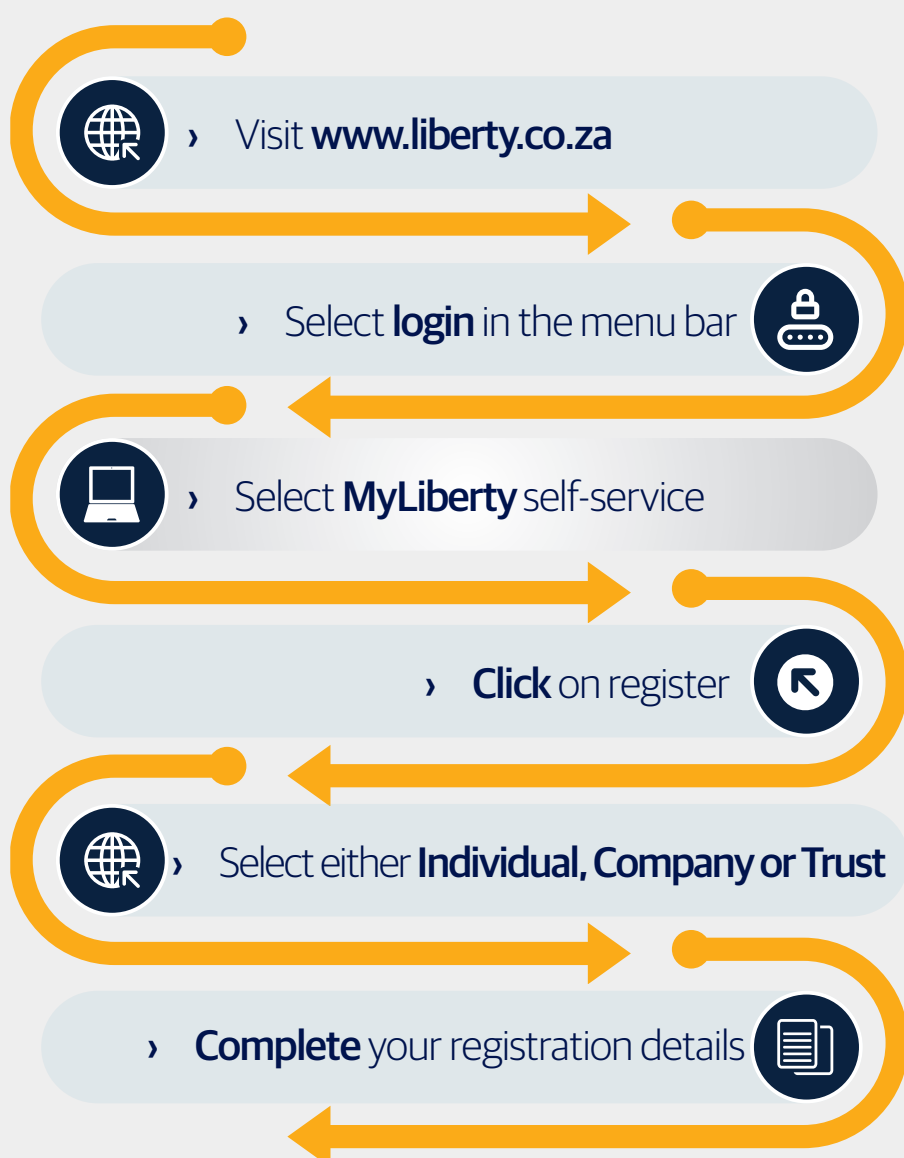 › Visit www.liberty.co.za
› Select login in the menu bar
› Select MyLiberty self-service
› Click on register
› Select either Individual, Company or Trust
› Complete your registration details